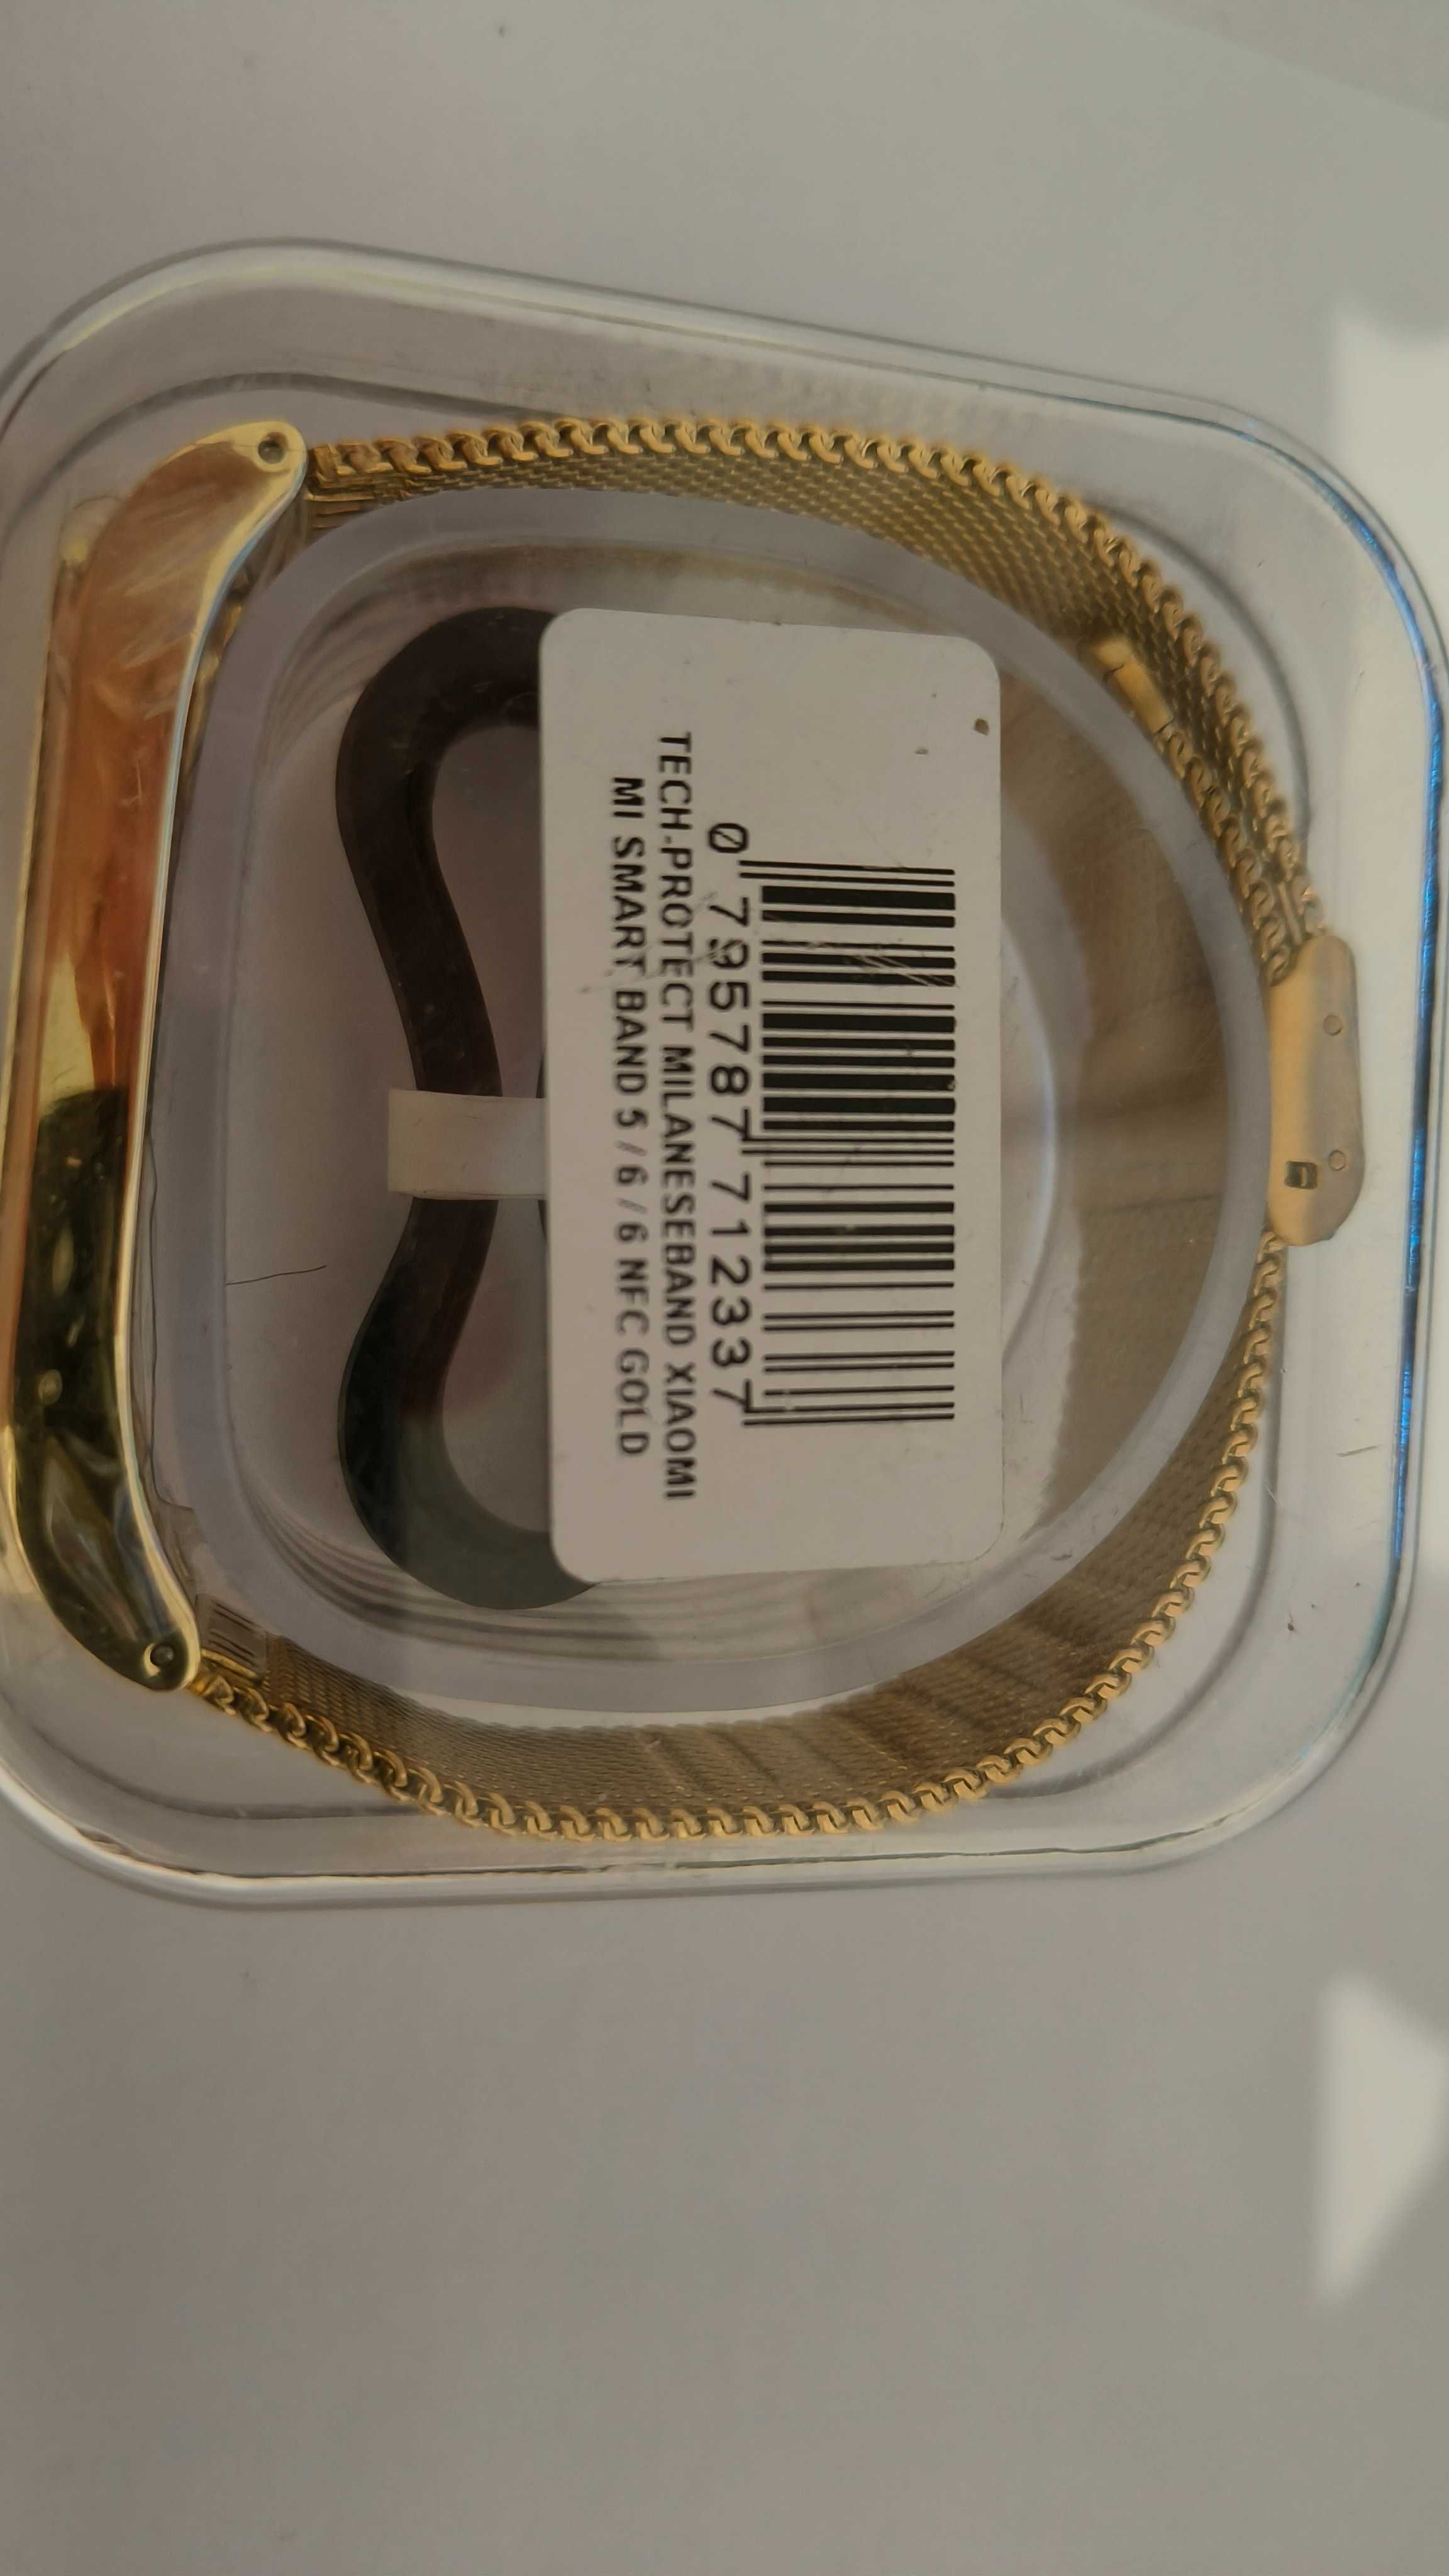 0 795787 712337
TECH-PROTECT MILANESEBAND XIAOMI
MI SMART BAND 5 / 6 / 6 NFC GOLD